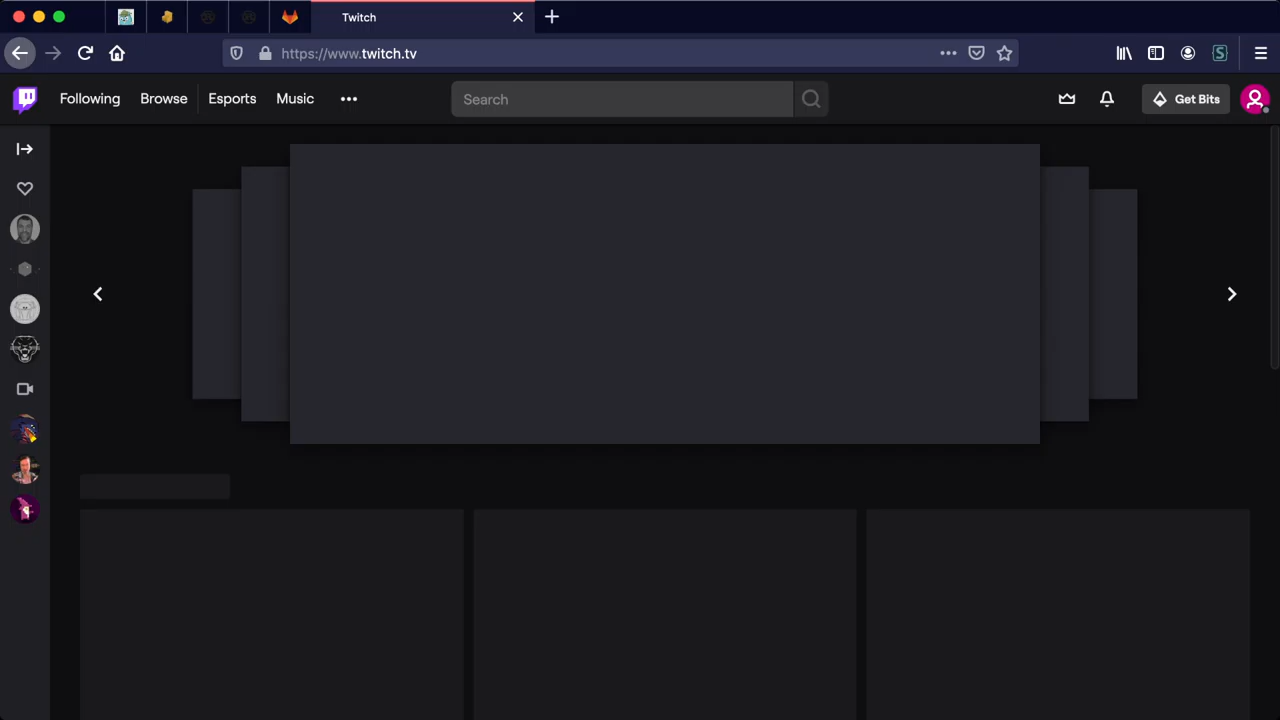 Twitch
https://www.twitch.tv
Following
Browse
Esports
Music
Search
Get Bits